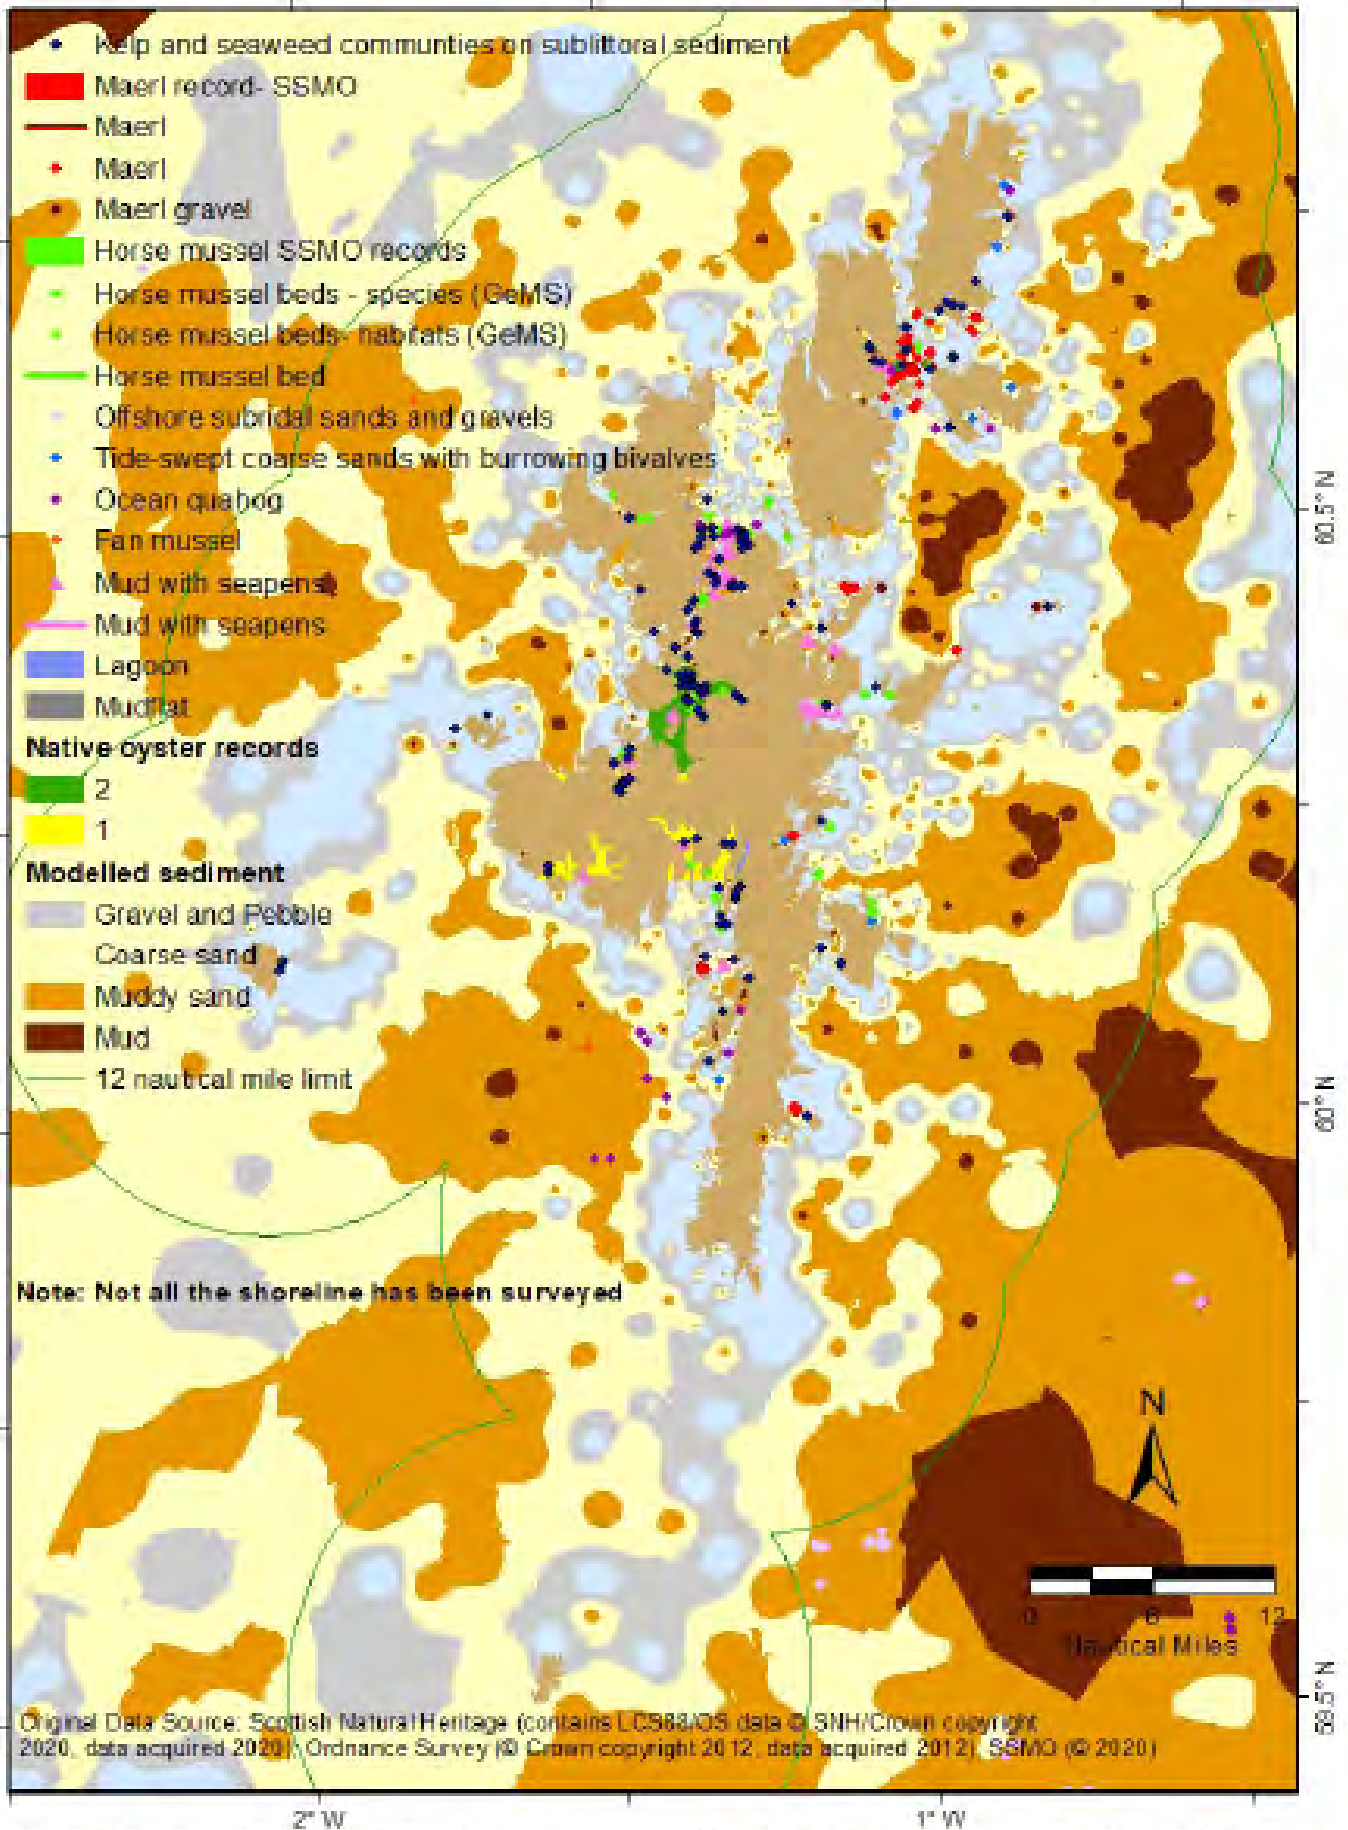 Kelp and seaweed communties on sublittoral sediment
Maerl record- SSMO
Maerl
Maerl
Maerl gravel
Horse mussel SSMO records
Horse mussel beds - species (GeMS)
Horse mussel beds- habitats (GeMS)
Horse mussel bed
Offshore subridal sands and gravels
Tide-swept coarse sands with burrowing bivalves
Ocean quahog
Fan mussel
Mud with seapens
Mud with seapens
Lagoon
Mudflat
Native oyster records
2
1
Modelled sediment
Gravel and Pebble
Coarse sand
Muddy sand
Mud
12 nautical mile limit
Note: Not all the shoreline has been surveyed
60.5° N
60° N
59.5° N
N
0 6 12
Nautical Miles
Original Data Source: Scottish Natural Heritage (contains LCS88/OS data © SNH/Crown copyright
2020, data acquired 2020), Ordnance Survey (© Crown copyright 2012, data acquired 2012), SSMO (© 2020)
2° W
1° W